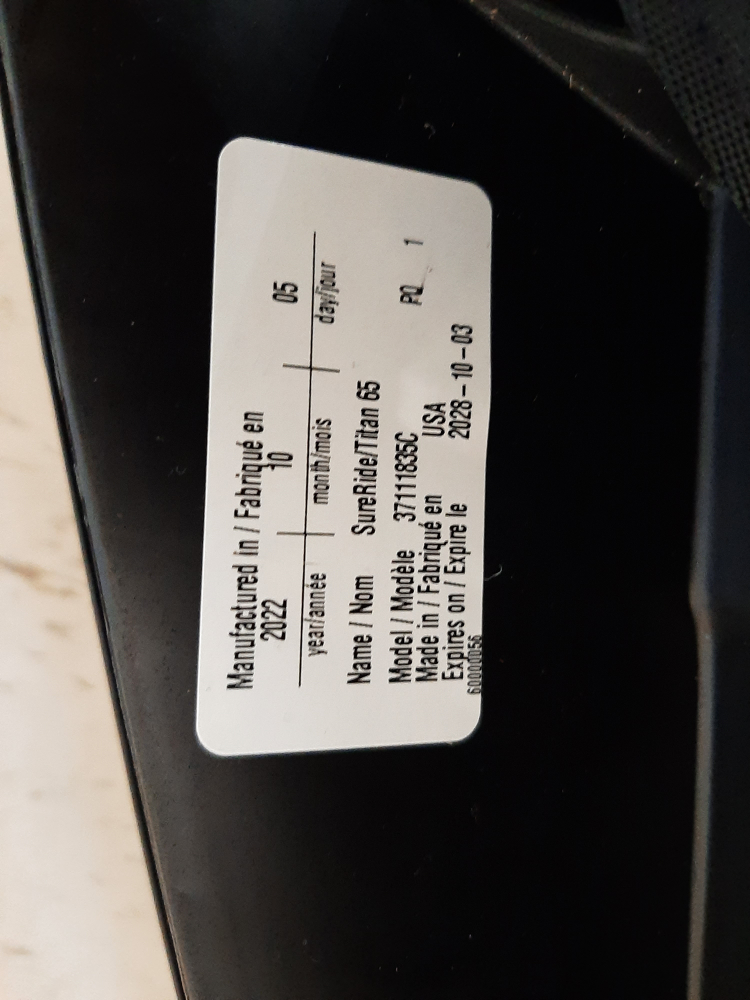 Manufactured in / Fabriqué en
2022 10 05
year/année month/mois day/jour
Name / Nom SureRide/Titan 65
Model / Modèle 37111835C PQ 1
Made in / Fabriqué en USA
Expires on / Expire le 2028-10-03
60000056